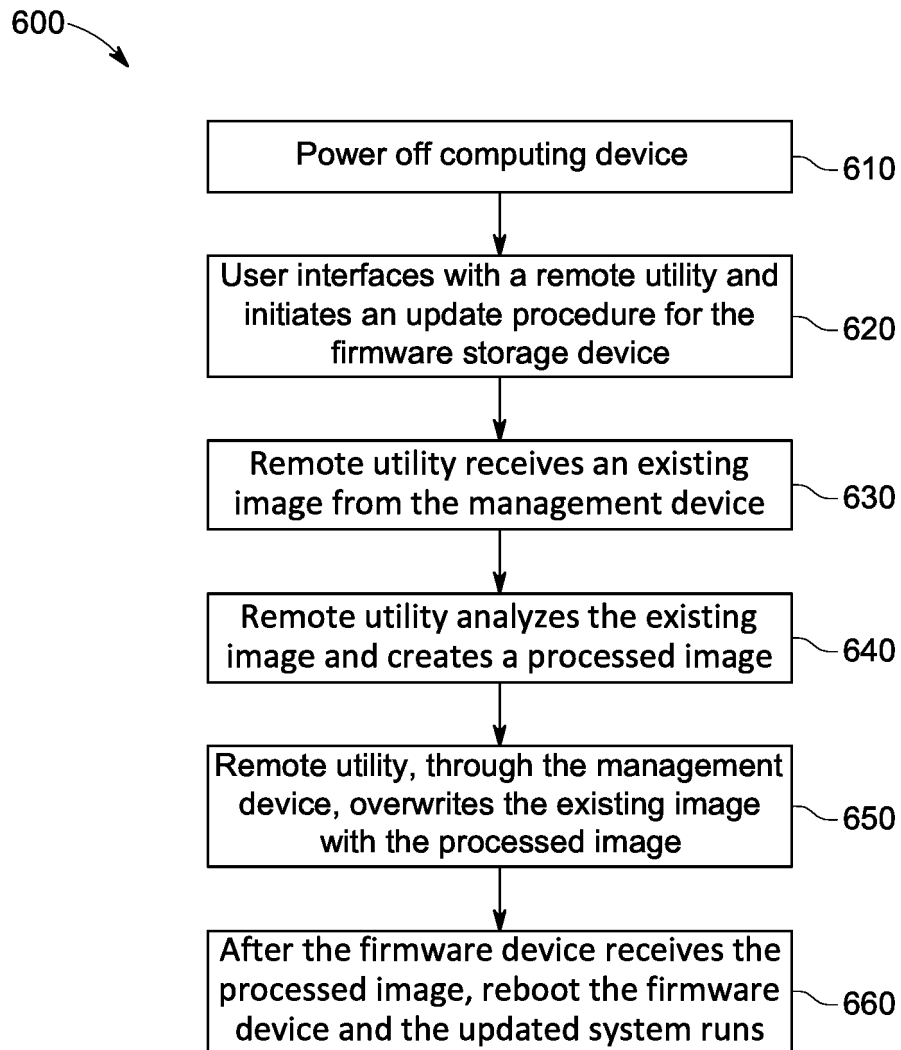 600
Power off computing device
610
User interfaces with a remote utility and
initiates an update procedure for the
firmware storage device
620
Remote utility receives an existing
image from the management device
630
Remote utility analyzes the existing
image and creates a processed image
640
Remote utility, through the management
device, overwrites the existing image
with the processed image
650
After the firmware device receives the
processed image, reboot the firmware
device and the updated system runs
660